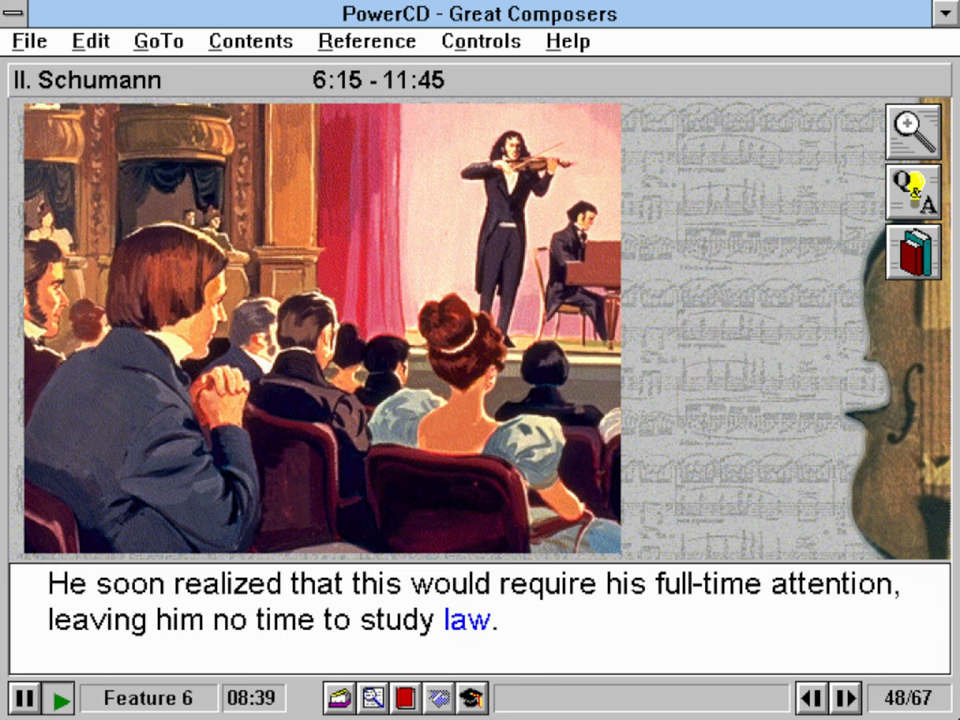 PowerCD - Great Composers
File Edit GoTo Contents Reference Controls Help
II. Schumann 6:15 - 11:45
Q & A
He soon realized that this would require his full-time attention,
leaving him no time to study law.
Feature 6 08:39 48/67